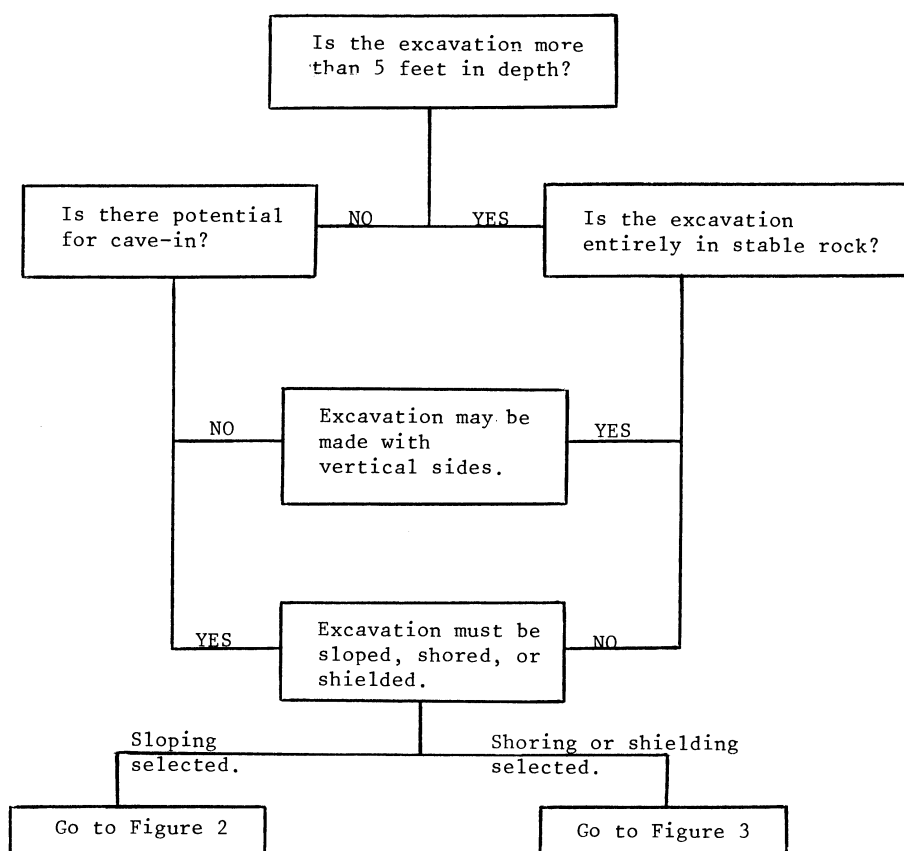 Is the excavation more
than 5 feet in depth?
Is there potential
for cave-in?
NO
YES
Is the excavation
entirely in stable rock?
NO
Excavation may be
made with
vertical sides.
YES
YES
Excavation must be
sloped, shored, or
shielded.
NO
Sloping
selected.
Shoring or shielding
selected.
Go to Figure 2
Go to Figure 3